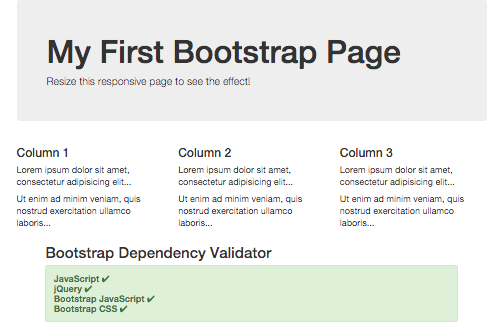 My First Bootstrap Page
Resize this responsive page to see the effect!
Column 1
Lorem ipsum dolor sit amet,
consectetur adipisicing elit...
Ut enim ad minim veniam, quis
nostrud exercitation ullamco
laboris...
Column 2
Lorem ipsum dolor sit amet,
consectetur adipisicing elit...
Ut enim ad minim veniam, quis
nostrud exercitation ullamco
laboris...
Column 3
Lorem ipsum dolor sit amet,
consectetur adipisicing elit...
Ut enim ad minim veniam, quis
nostrud exercitation ullamco
laboris...
Bootstrap Dependency Validator
JavaScript ✔
jQuery ✔
Bootstrap JavaScript ✔
Bootstrap CSS ✔